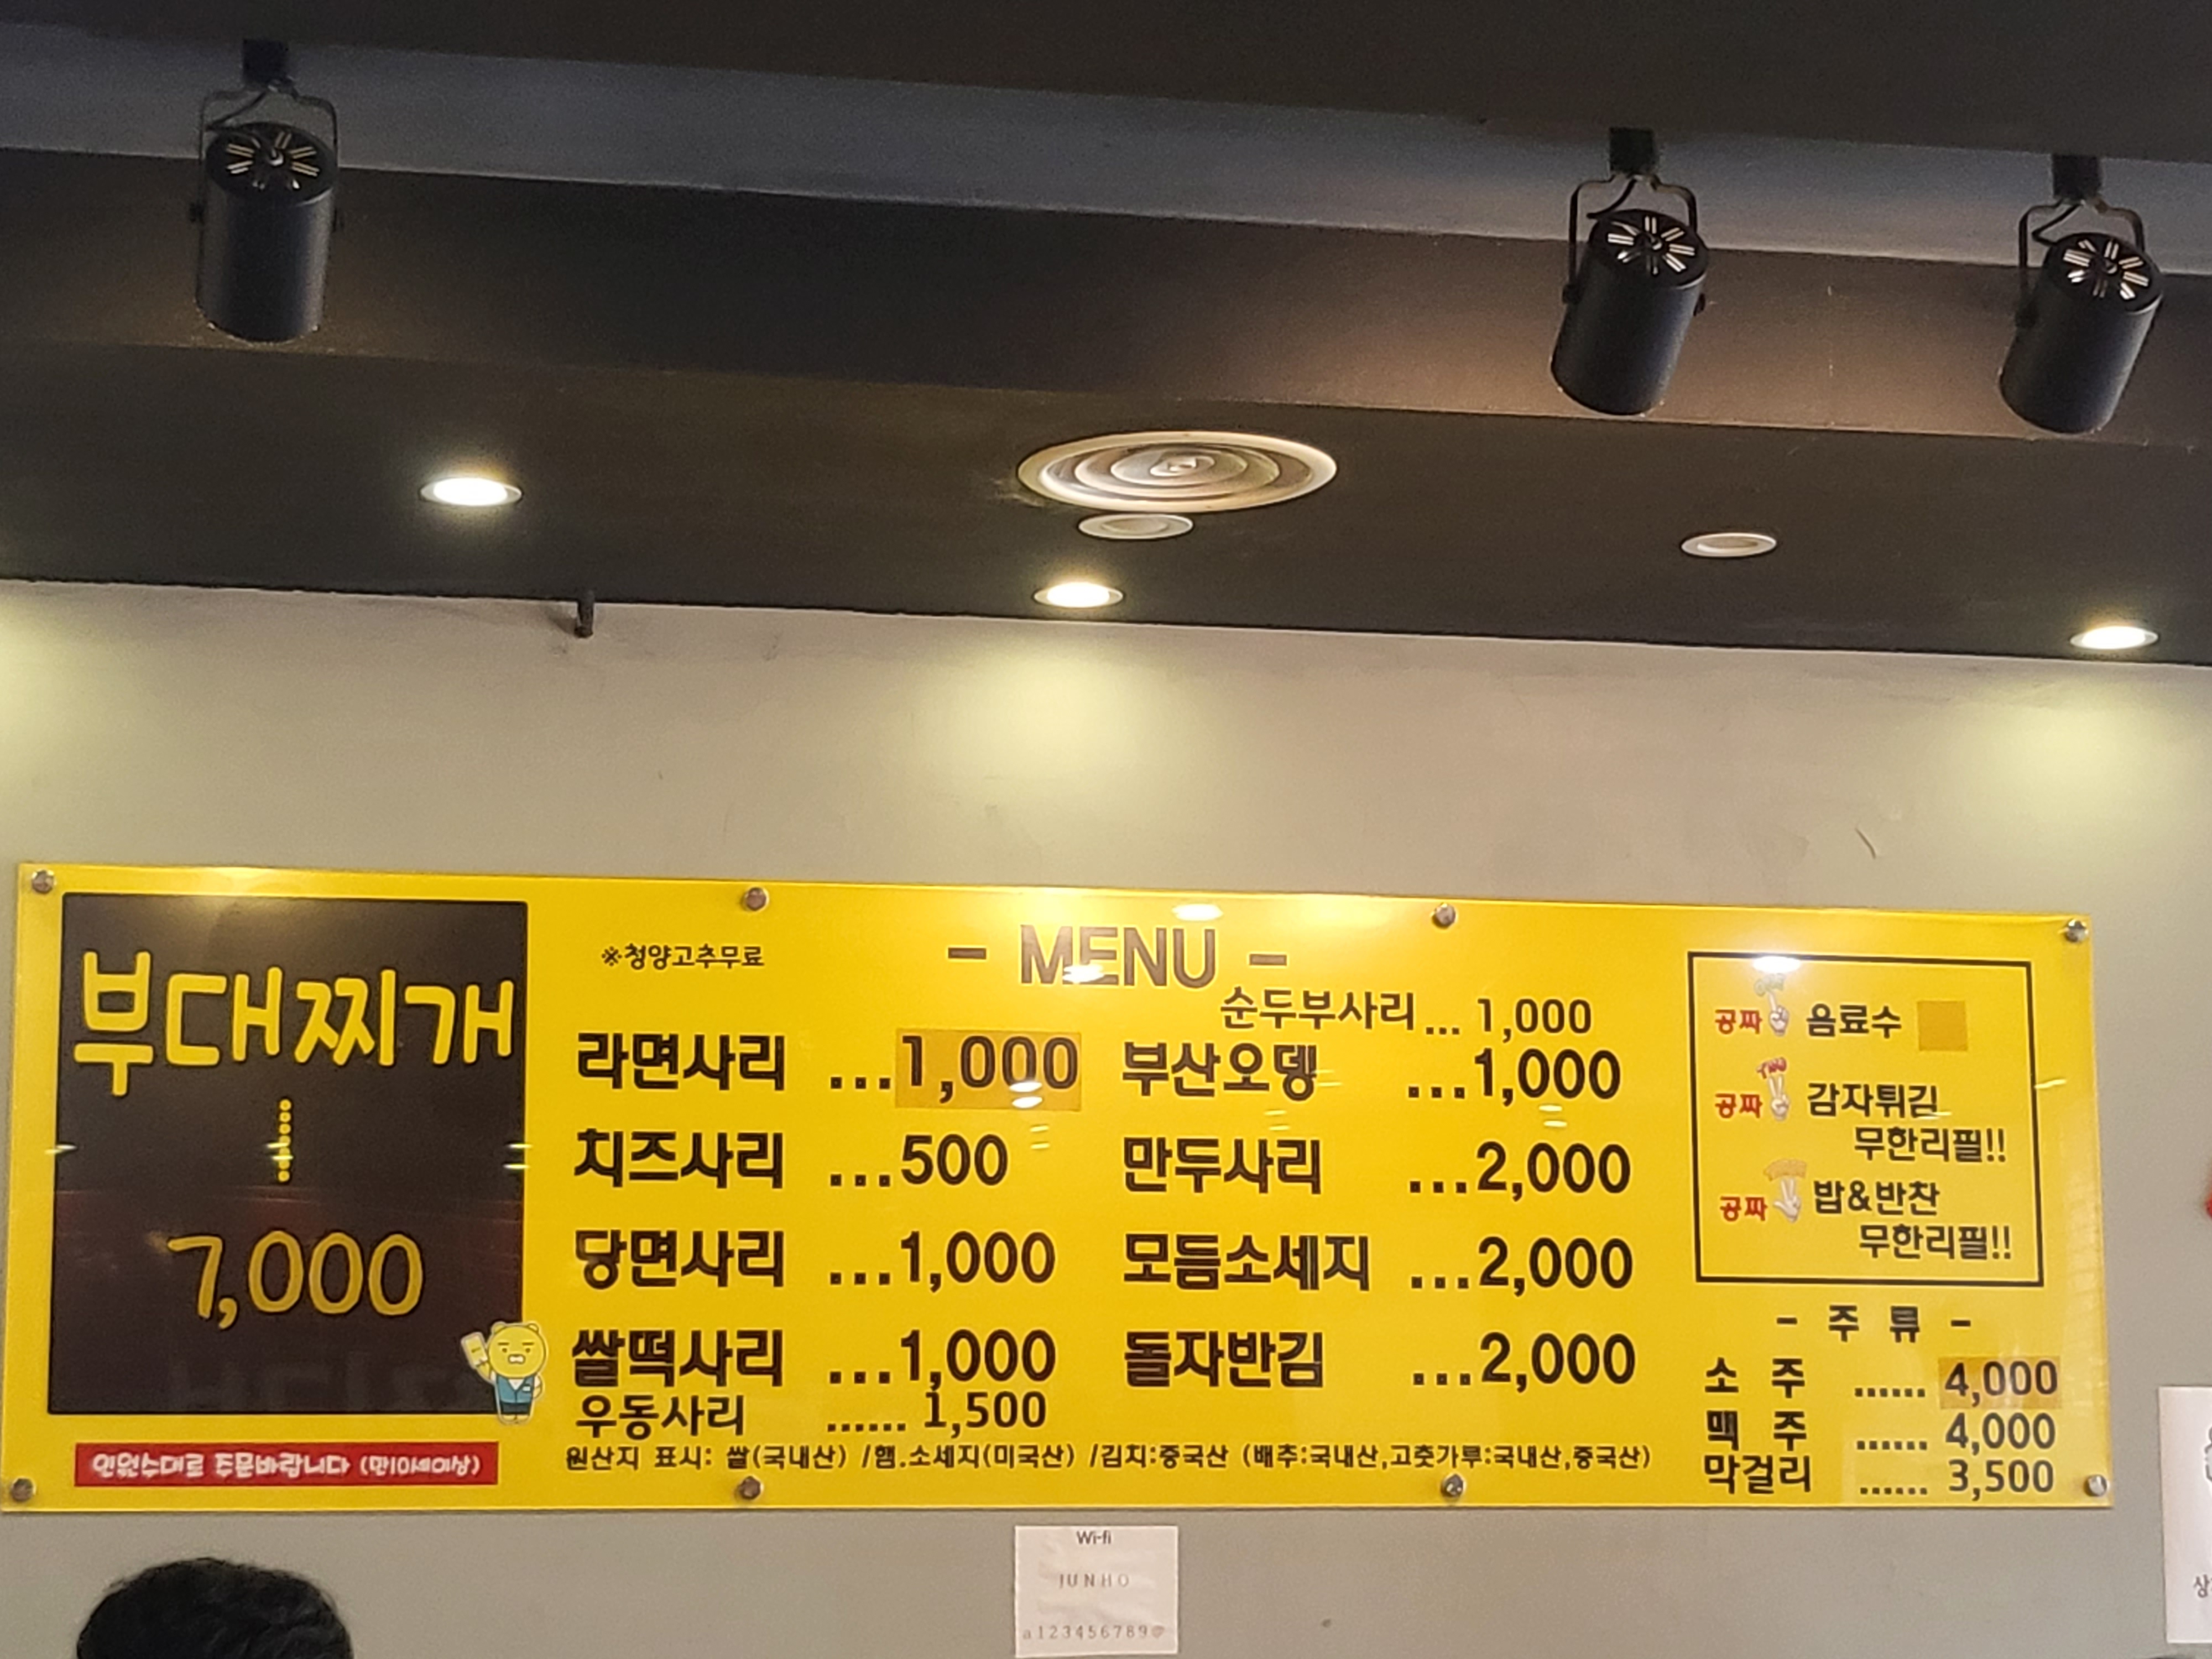 부대찌개
7,000
인원수대로 주문바랍니다 (만10세이상)
※청양고추무료
- MENU -
순두부사리... 1,000
라면사리 ...1,000
부산오뎅 ...1,000
치즈사리 ...500
만두사리 ...2,000
당면사리 ...1,000
모듬소세지 ...2,000
쌀떡사리 ...1,000
돌자반김 ...2,000
우동사리 ...... 1,500
원산지 표시: 쌀(국내산) /햄.소세지(미국산) /김치:중국산 (배추:국내산,고춧가루:국내산,중국산)
공짜 음료수
공짜 감자튀김
무한리필!!
공짜 밥&반찬
무한리필!!
- 주 류 -
소 주 ...... 4,000
맥 주 ...... 4,000
막걸리 ...... 3,500
Wi-fi
JUNHO
a123456789@
상